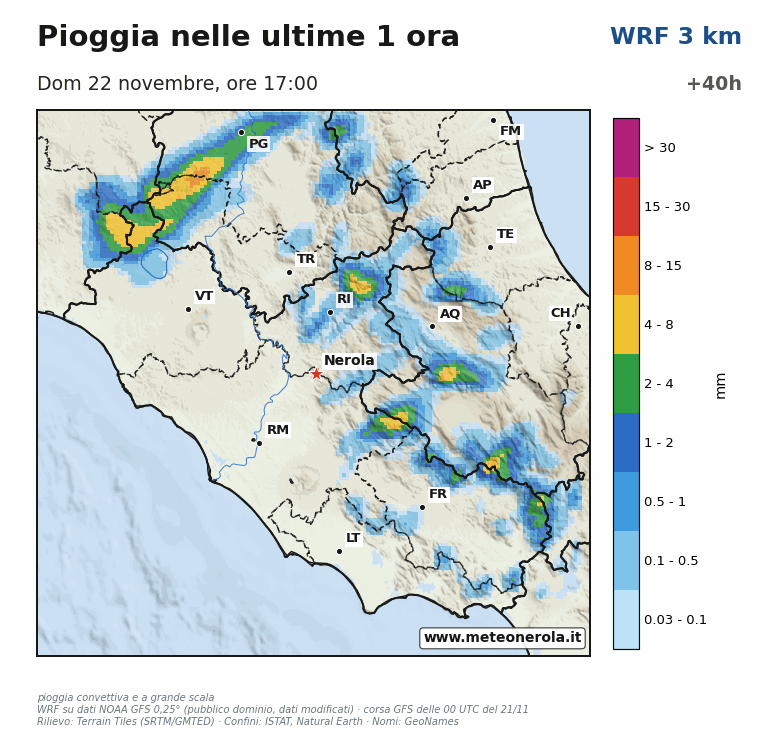 Pioggia nelle ultime 1 ora
WRF 3 km
Dom 22 novembre, ore 17:00
+40h
FM
PG
AP
TE
TR
VT
RI
AQ
CH
Nerola
RM
FR
LT
www.meteonerola.it
> 30
15 - 30
8 - 15
4 - 8
2 - 4
1 - 2
0.5 - 1
0.1 - 0.5
0.03 - 0.1
mm
pioggia convettiva e a grande scala
WRF su dati NOAA GFS 0,25° (pubblico dominio, dati modificati) · corsa GFS delle 00 UTC del 21/11
Rilievo: Terrain Tiles (SRTM/GMTED) · Confini: ISTAT, Natural Earth · Nomi: GeoNames